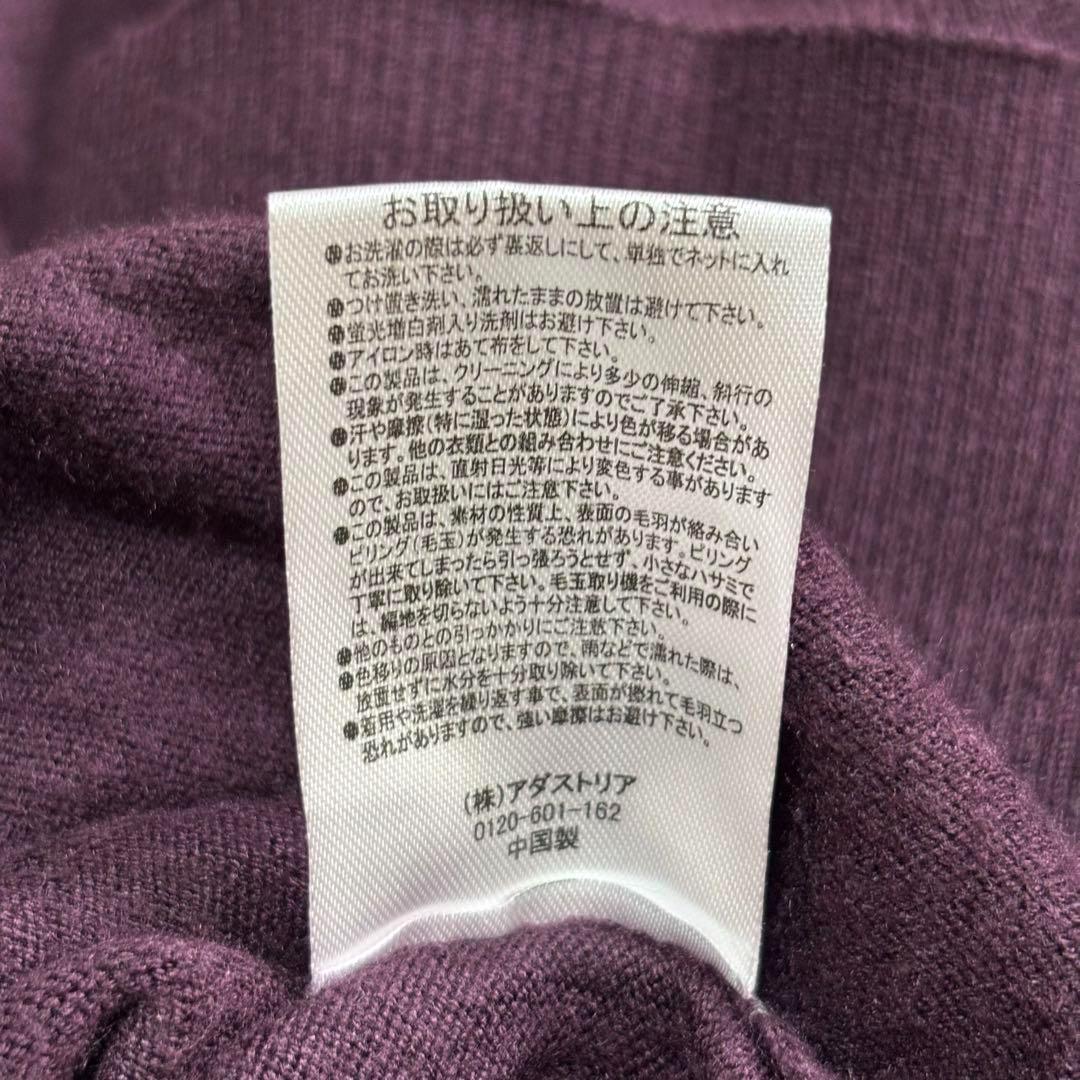 お取り扱い上の注意
●お洗濯の際は必ず裏返しにして、単独でネットに入れ
てお洗い下さい。
●つけ置き洗い、濡れたままの放置は避けて下さい。
●蛍光増白剤入り洗剤はお避け下さい。
●アイロン時はあて布をして下さい。
●この製品は、クリーニングにより多少の伸縮、斜行の
現象が発生することがありますのでご了承下さい。
●汗や摩擦(特に湿った状態)により色が移る場合があ
ります。他の衣類との組み合わせにご注意ください。
●この製品は、直射日光等により変色する事があります
ので、お取扱いにはご注意下さい。
●この製品は、素材の性質上、表面の毛羽が絡み合い
ピリング(毛玉)が発生する恐れがあります。ピリング
が出来てしまったら引っ張ろうとせず、小さなハサミで
丁寧に取り除いて下さい。毛玉取り機をご利用の際に
は、編地を切らないよう十分注意して下さい。
●他のものとの引っかかりにご注意下さい。
●色移りの原因となりますので、雨などで濡れた際は、
放置せずに水分を十分取り除いて下さい。
●着用や洗濯を繰り返す事で、表面が擦れて毛羽立つ
恐れがありますので、強い摩擦はお避け下さい。
(株)アダストリア
0120-601-162
中国製